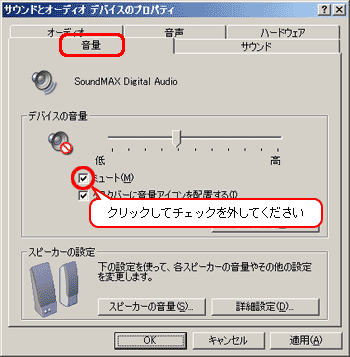 サウンドとオーディオ デバイスのプロパティ
オーディオ 音声 ハードウェア
音量 サウンド
SoundMAX Digital Audio
デバイスの音量
低 高
ミュート(M)
タスクバーに音量アイコンを配置する(I)
クリックしてチェックを外してください
スピーカーの設定
下の設定を使って、各スピーカーの音量やその他の設定
を変更します。
スピーカーの音量(S)... 詳細設定(D)...
OK キャンセル 適用(A)